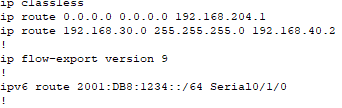 ip classless
ip route 0.0.0.0 0.0.0.0 192.168.204.1
ip route 192.168.30.0 255.255.255.0 192.168.40.2
!
ip flow-export version 9
!
ipv6 route 2001:DB8:1234::/64 Serial0/1/0
!